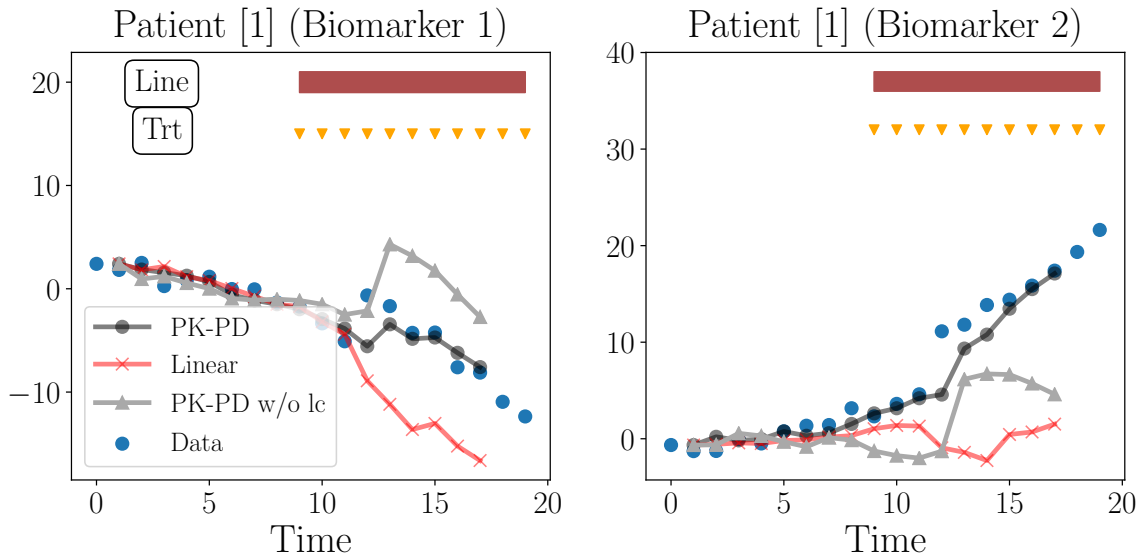 Patient [1] (Biomarker 1)
20
10
0
−10
Line
Trt
PK-PD
Linear
PK-PD w/o lc
Data
0 5 10 15 20
Time
Patient [1] (Biomarker 2)
40
30
20
10
0
0 5 10 15 20
Time